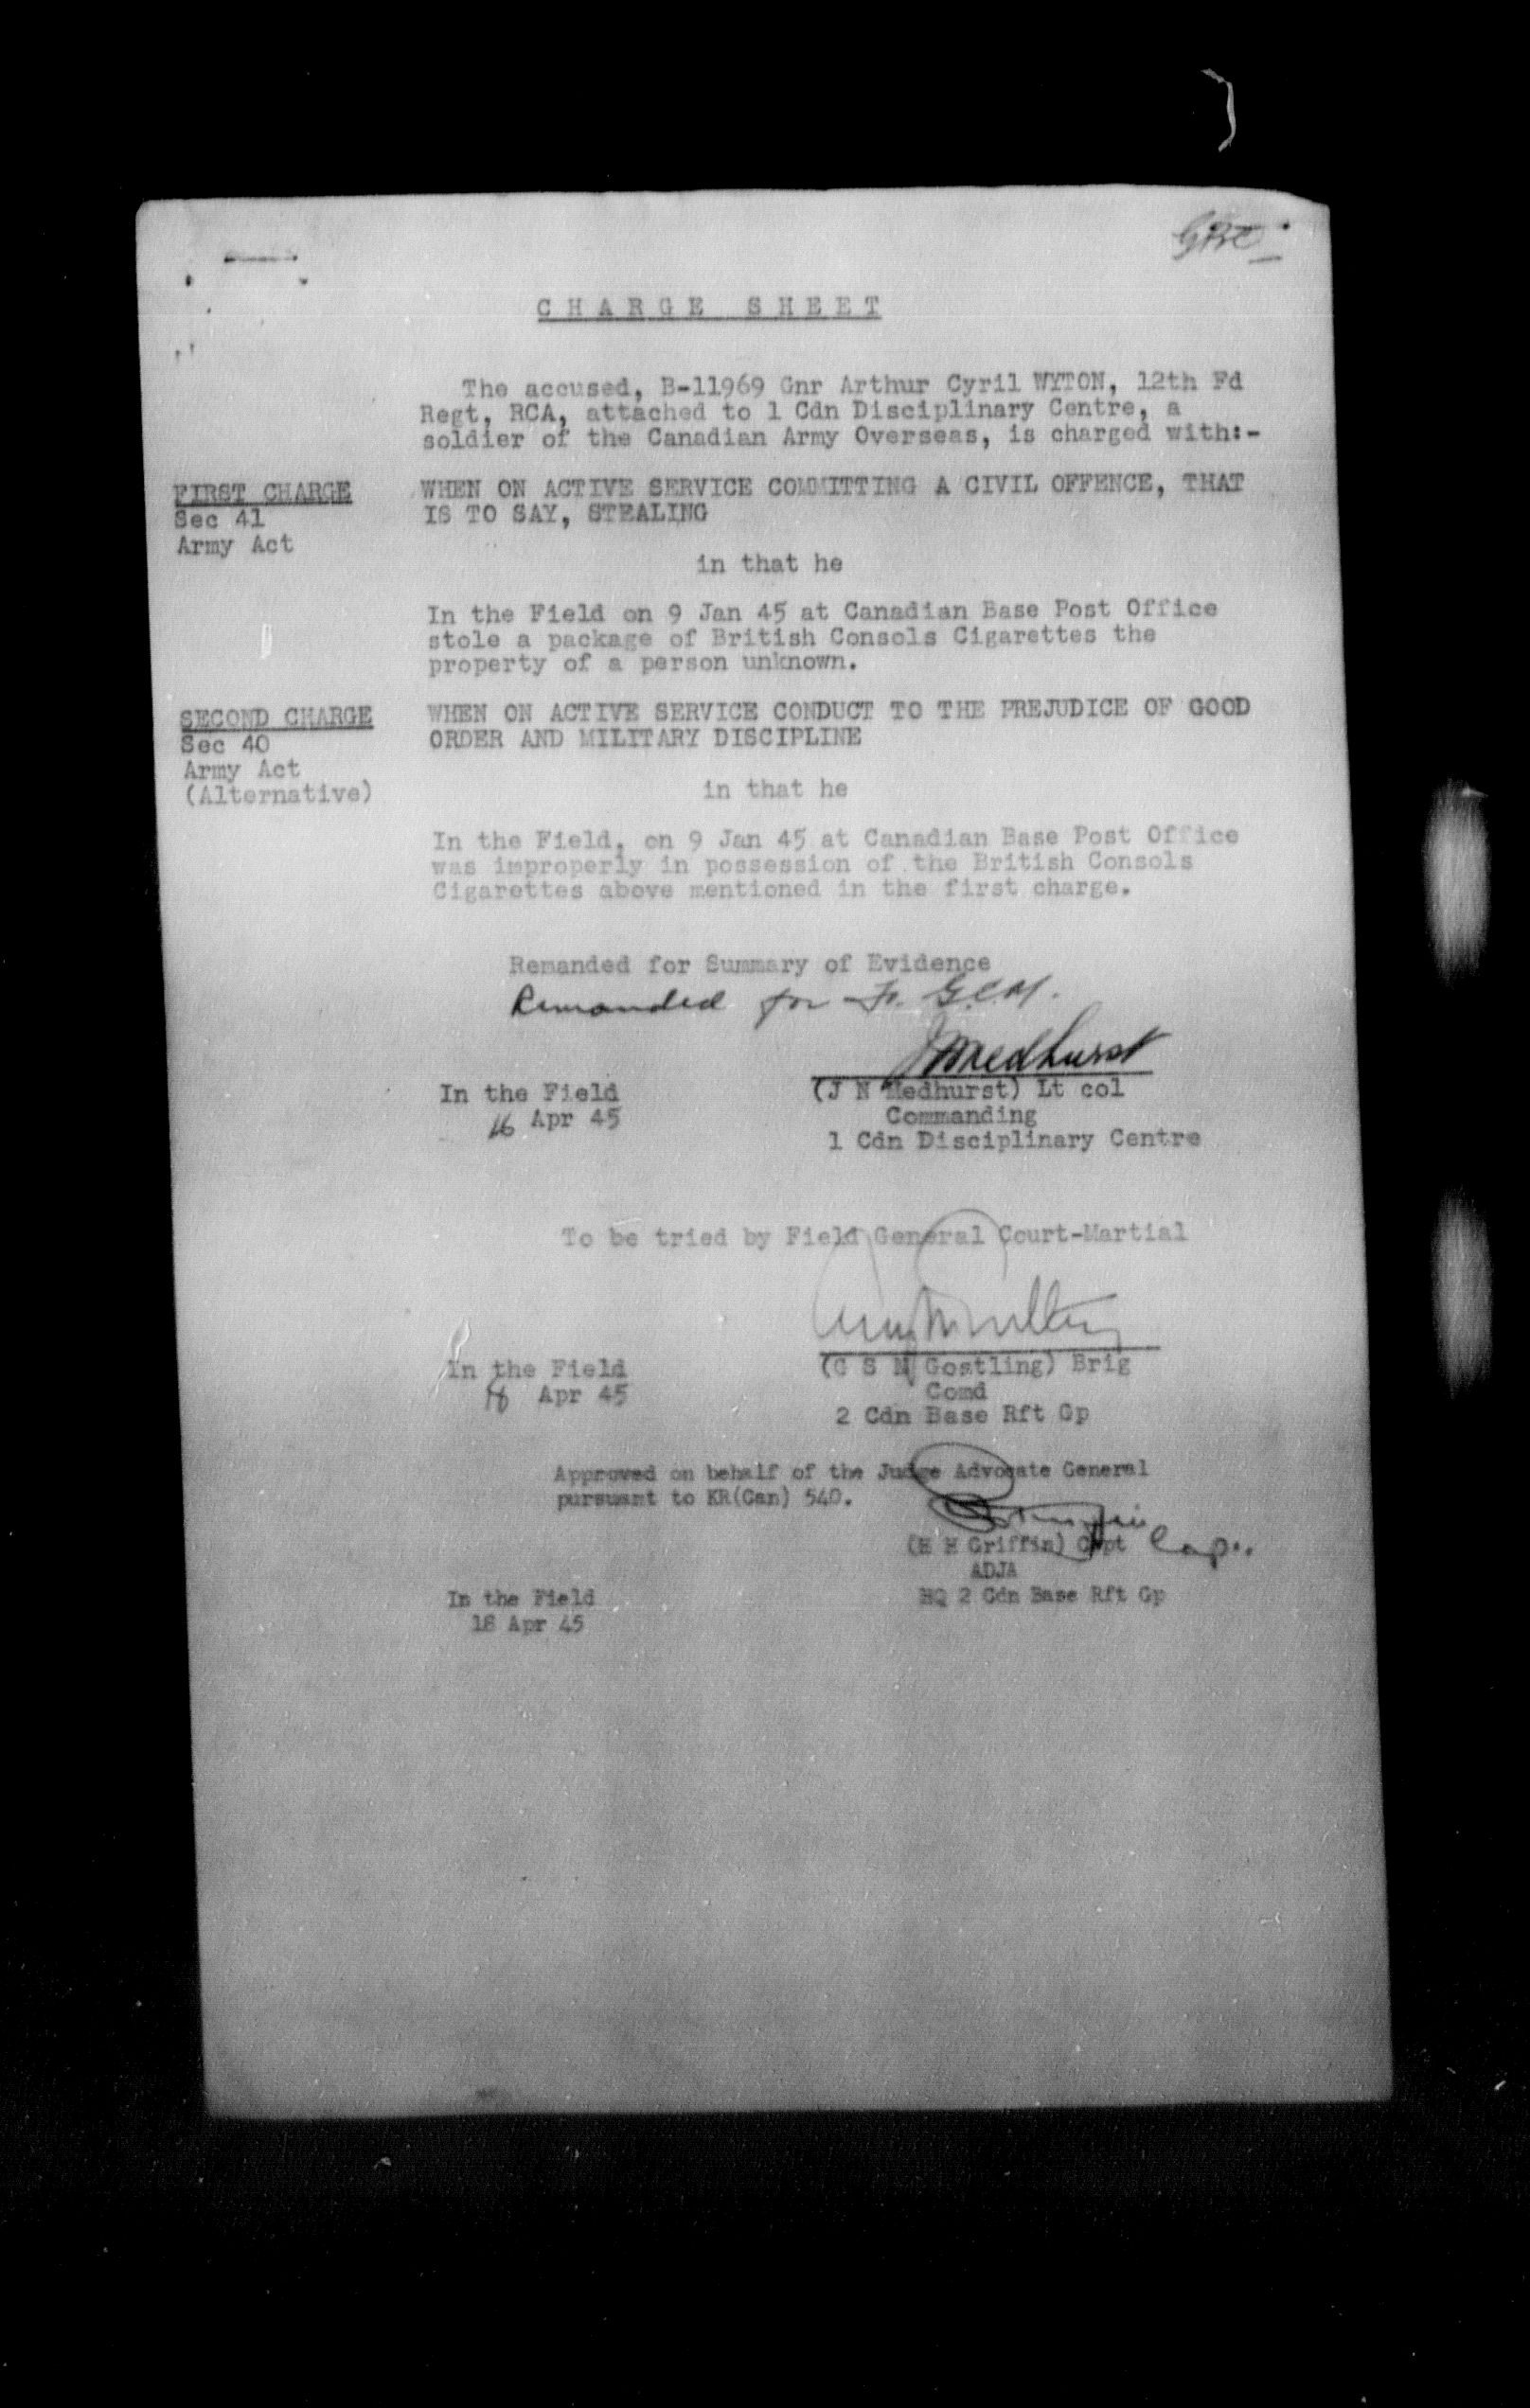 CHARGE SHEET
The accused, B-11969 Gnr Arthur Cyril WYTON, 12th Fd
Regt, RCA, attached to 1 Cdn Disciplinary Centre, a
soldier of the Canadian Army Overseas, is charged with:-
FIRST CHARGE
Sec 41
Army Act
WHEN ON ACTIVE SERVICE COMMITTING A CIVIL OFFENCE, THAT
IS TO SAY, STEALING
in that he
In the Field on 9 Jan 45 at Canadian Base Post Office
stole a package of British Consols Cigarettes the
property of a person unknown.
SECOND CHARGE
Sec 40
Army Act
(Alternative)
WHEN ON ACTIVE SERVICE CONDUCT TO THE PREJUDICE OF GOOD
ORDER AND MILITARY DISCIPLINE
in that he
In the Field, on 9 Jan 45 at Canadian Base Post Office
was improperly in possession of the British Consols
Cigarettes above mentioned in the first charge.
Remanded for Summary of Evidence
Remanded for F. G.C.M.
JNMedhurst
In the Field
16 Apr 45
(J N Medhurst) Lt col
Commanding
1 Cdn Disciplinary Centre
To be tried by Field General Court-Martial
In the Field
18 Apr 45
(G S N Gostling) Brig
Comd
2 Cdn Base Rft Gp
Approved on behalf of the Judge Advocate General
pursuant to KR(Can) 540.
(H H Griffin) Capt Capt.
ADJA
HQ 2 Cdn Base Rft Gp
In the Field
18 Apr 45